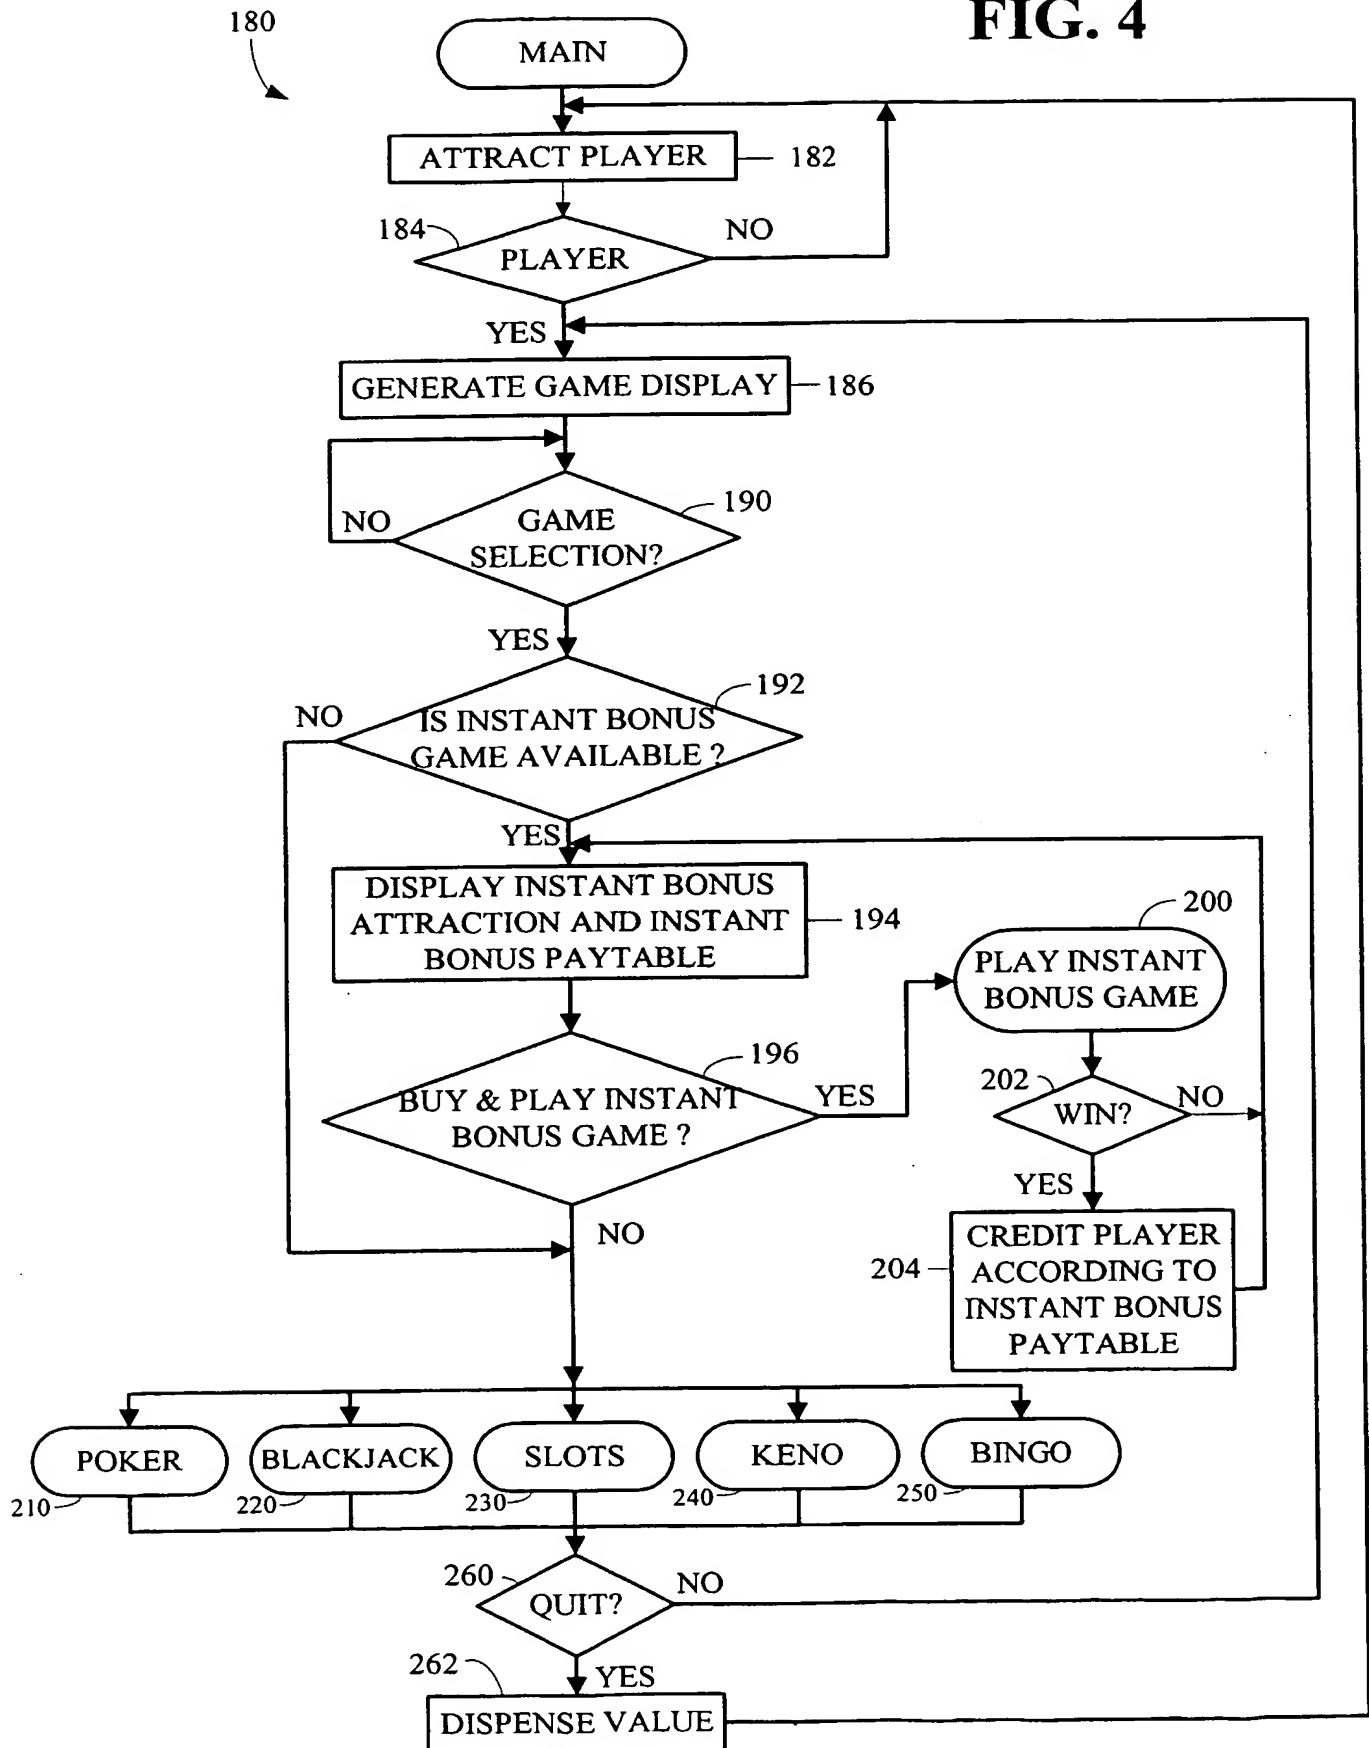 FIG. 4
180
MAIN
ATTRACT PLAYER
182
184
PLAYER
NO
YES
GENERATE GAME DISPLAY
186
190
NO
GAME
SELECTION?
YES
192
NO
IS INSTANT BONUS
GAME AVAILABLE ?
YES
DISPLAY INSTANT BONUS
ATTRACTION AND INSTANT
BONUS PAYTABLE
194
200
PLAY INSTANT
BONUS GAME
196
BUY & PLAY INSTANT
BONUS GAME ?
YES
202
WIN?
NO
YES
NO
204
CREDIT PLAYER
ACCORDING TO
INSTANT BONUS
PAYTABLE
POKER
BLACKJACK
SLOTS
KENO
BINGO
210
220
230
240
250
260
QUIT?
NO
YES
262
DISPENSE VALUE